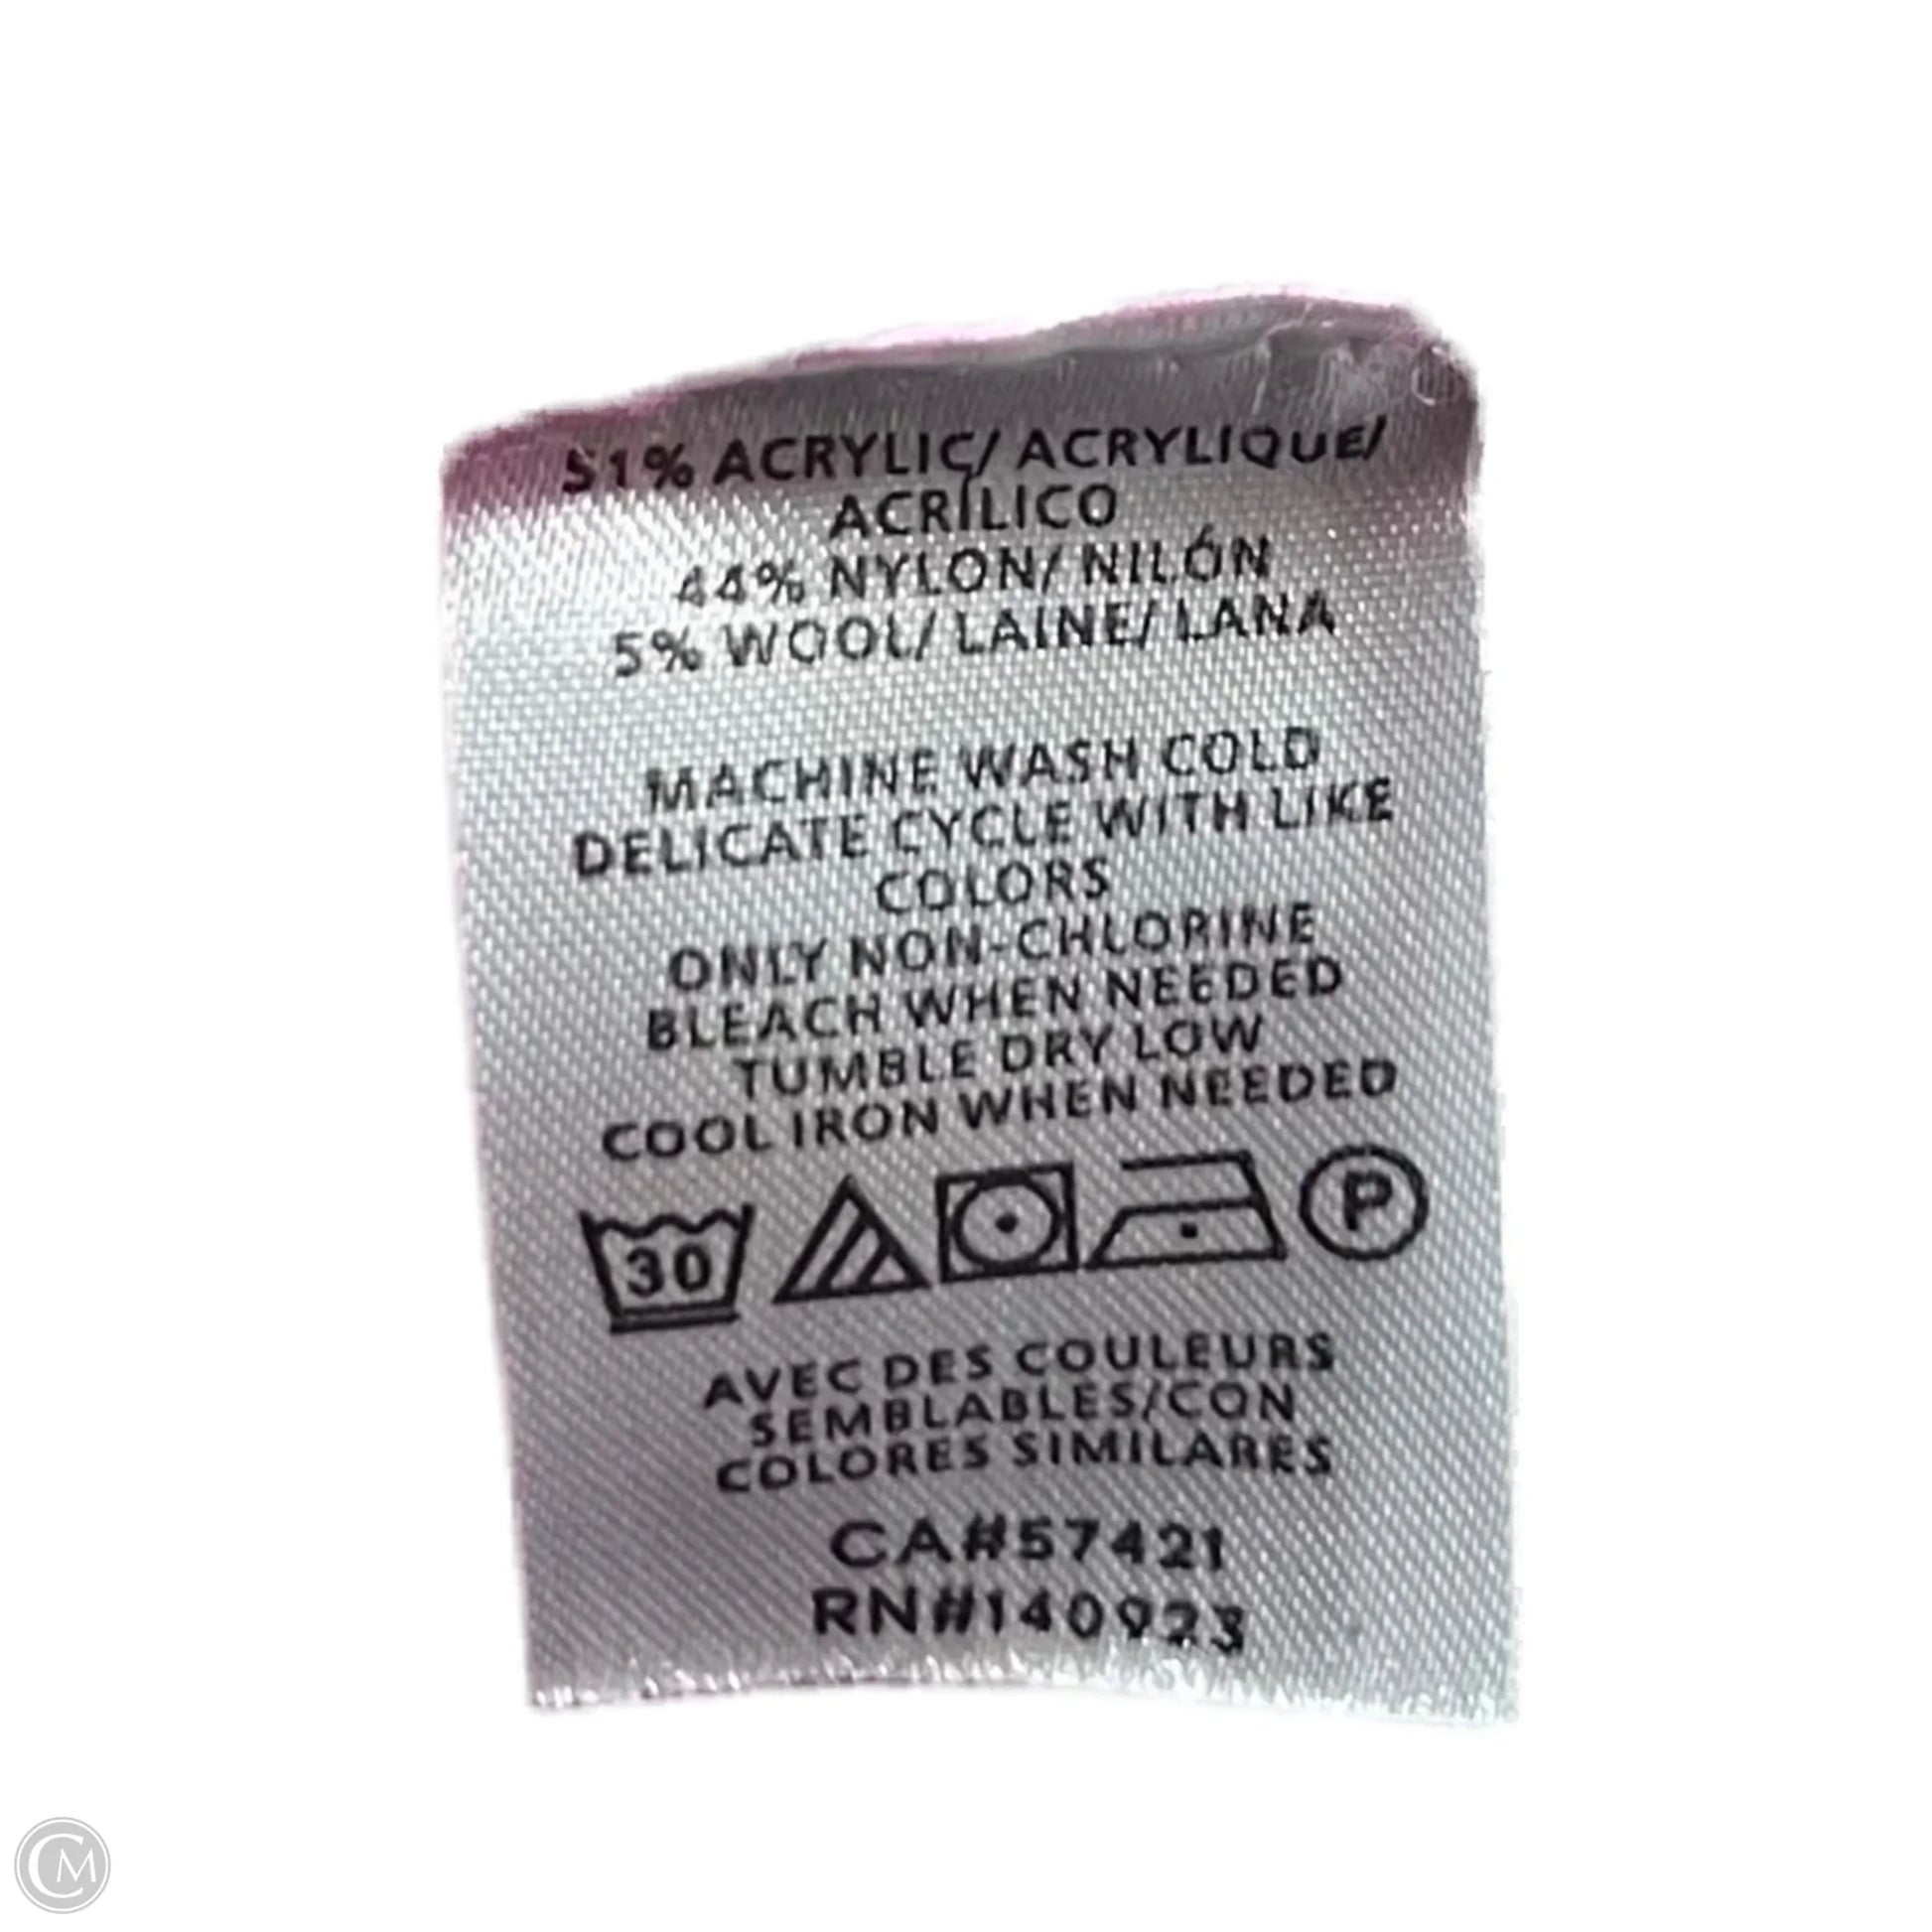 51% ACRYLIC/ ACRYLIQUE/
ACRÍLICO
44% NYLON/ NILÓN
5% WOOL/ LAINE/ LANA
MACHINE WASH COLD
DELICATE CYCLE WITH LIKE
COLORS
ONLY NON-CHLORINE
BLEACH WHEN NEEDED
TUMBLE DRY LOW
COOL IRON WHEN NEEDED
30 P
AVEC DES COULEURS
SEMBLABLES/CON
COLORES SIMILARES
CA#57421
RN#140923
CM